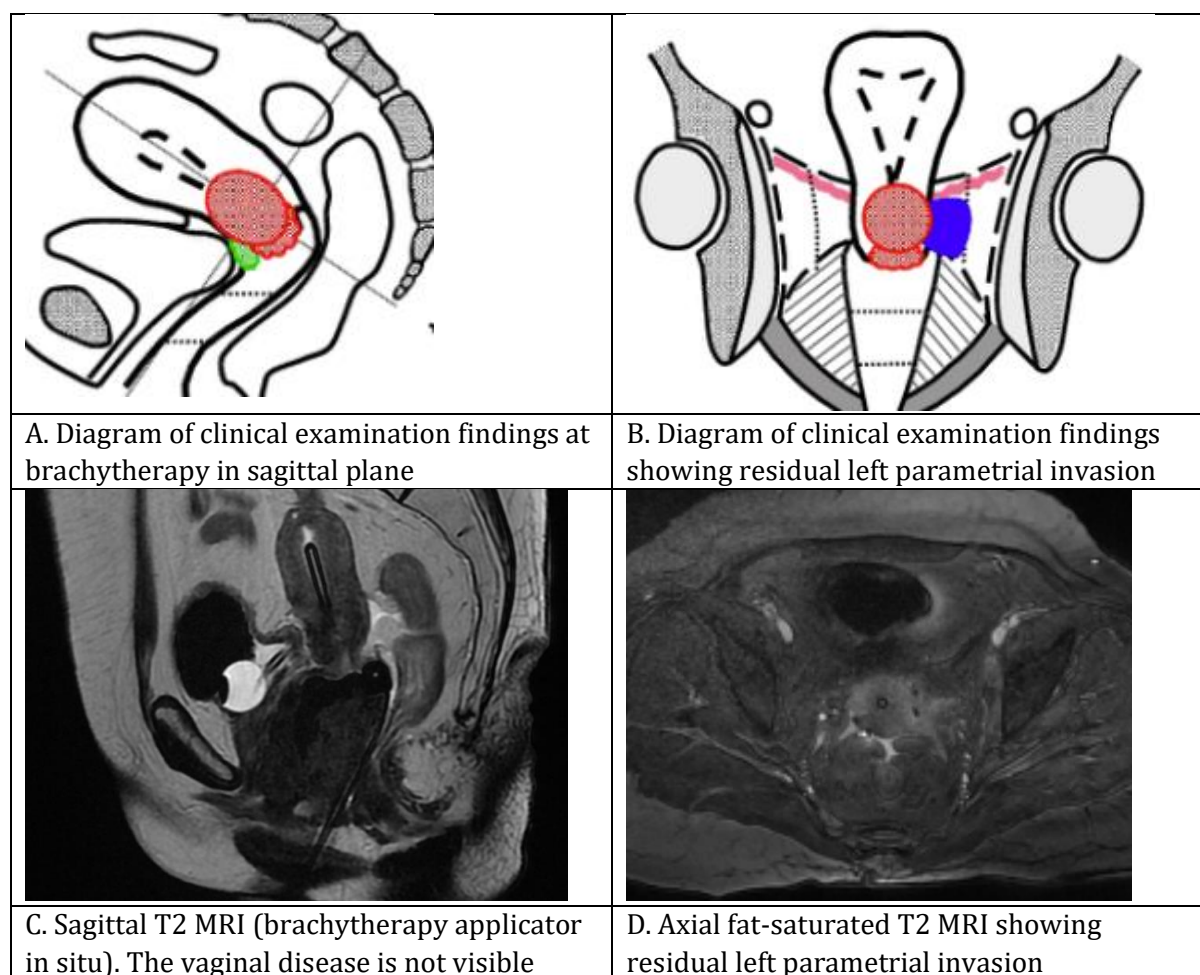 A. Diagram of clinical examination findings at
brachytherapy in sagittal plane
B. Diagram of clinical examination findings
showing residual left parametrial invasion
C. Sagittal T2 MRI (brachytherapy applicator
in situ). The vaginal disease is not visible
D. Axial fat-saturated T2 MRI showing
residual left parametrial invasion